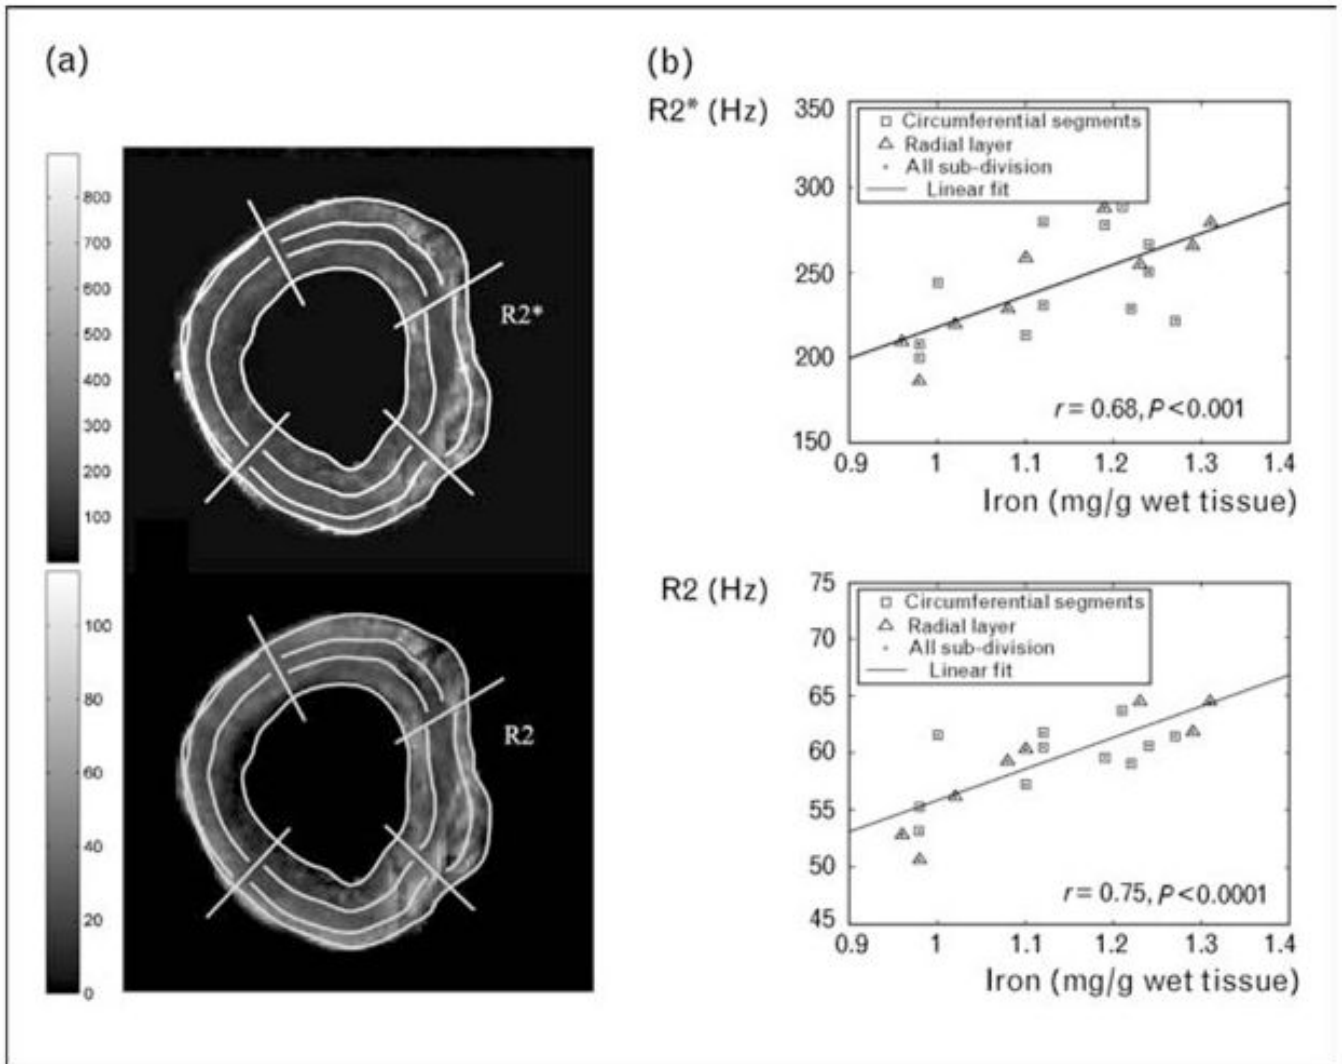 (a)
800
700
600
500
400
300
200
100
R2*
100
80
60
40
20
0
R2
(b)
R2* (Hz)
350
300
250
200
150
Circumferential segments
Radial layer
All sub-division
Linear fit
r = 0.68, P<0.001
0.9 1 1.1 1.2 1.3 1.4
Iron (mg/g wet tissue)
R2 (Hz)
75
70
65
60
55
50
45
Circumferential segments
Radial layer
All sub-division
Linear fit
r = 0.75, P<0.0001
0.9 1 1.1 1.2 1.3 1.4
Iron (mg/g wet tissue)